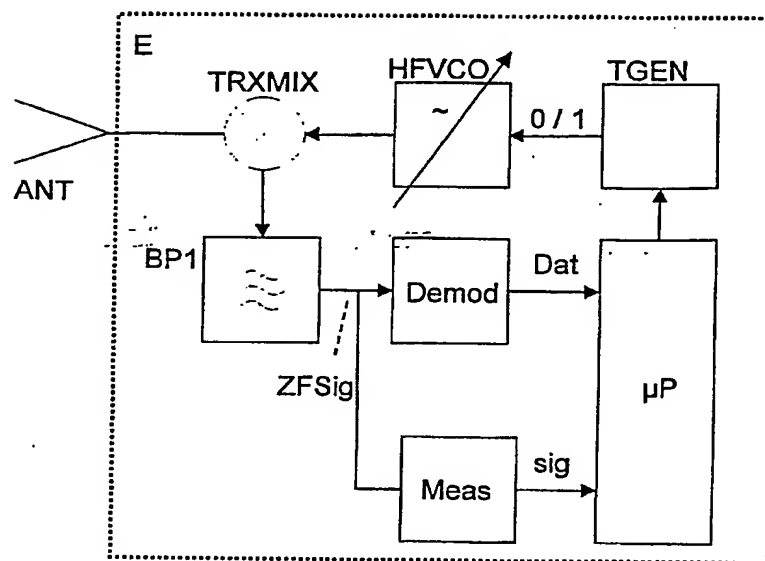 E
TRXMIX
HFVCO
TGEN
~
0 / 1
ANT
BP1
Demod
Dat
ZFSig
µP
Meas
sig